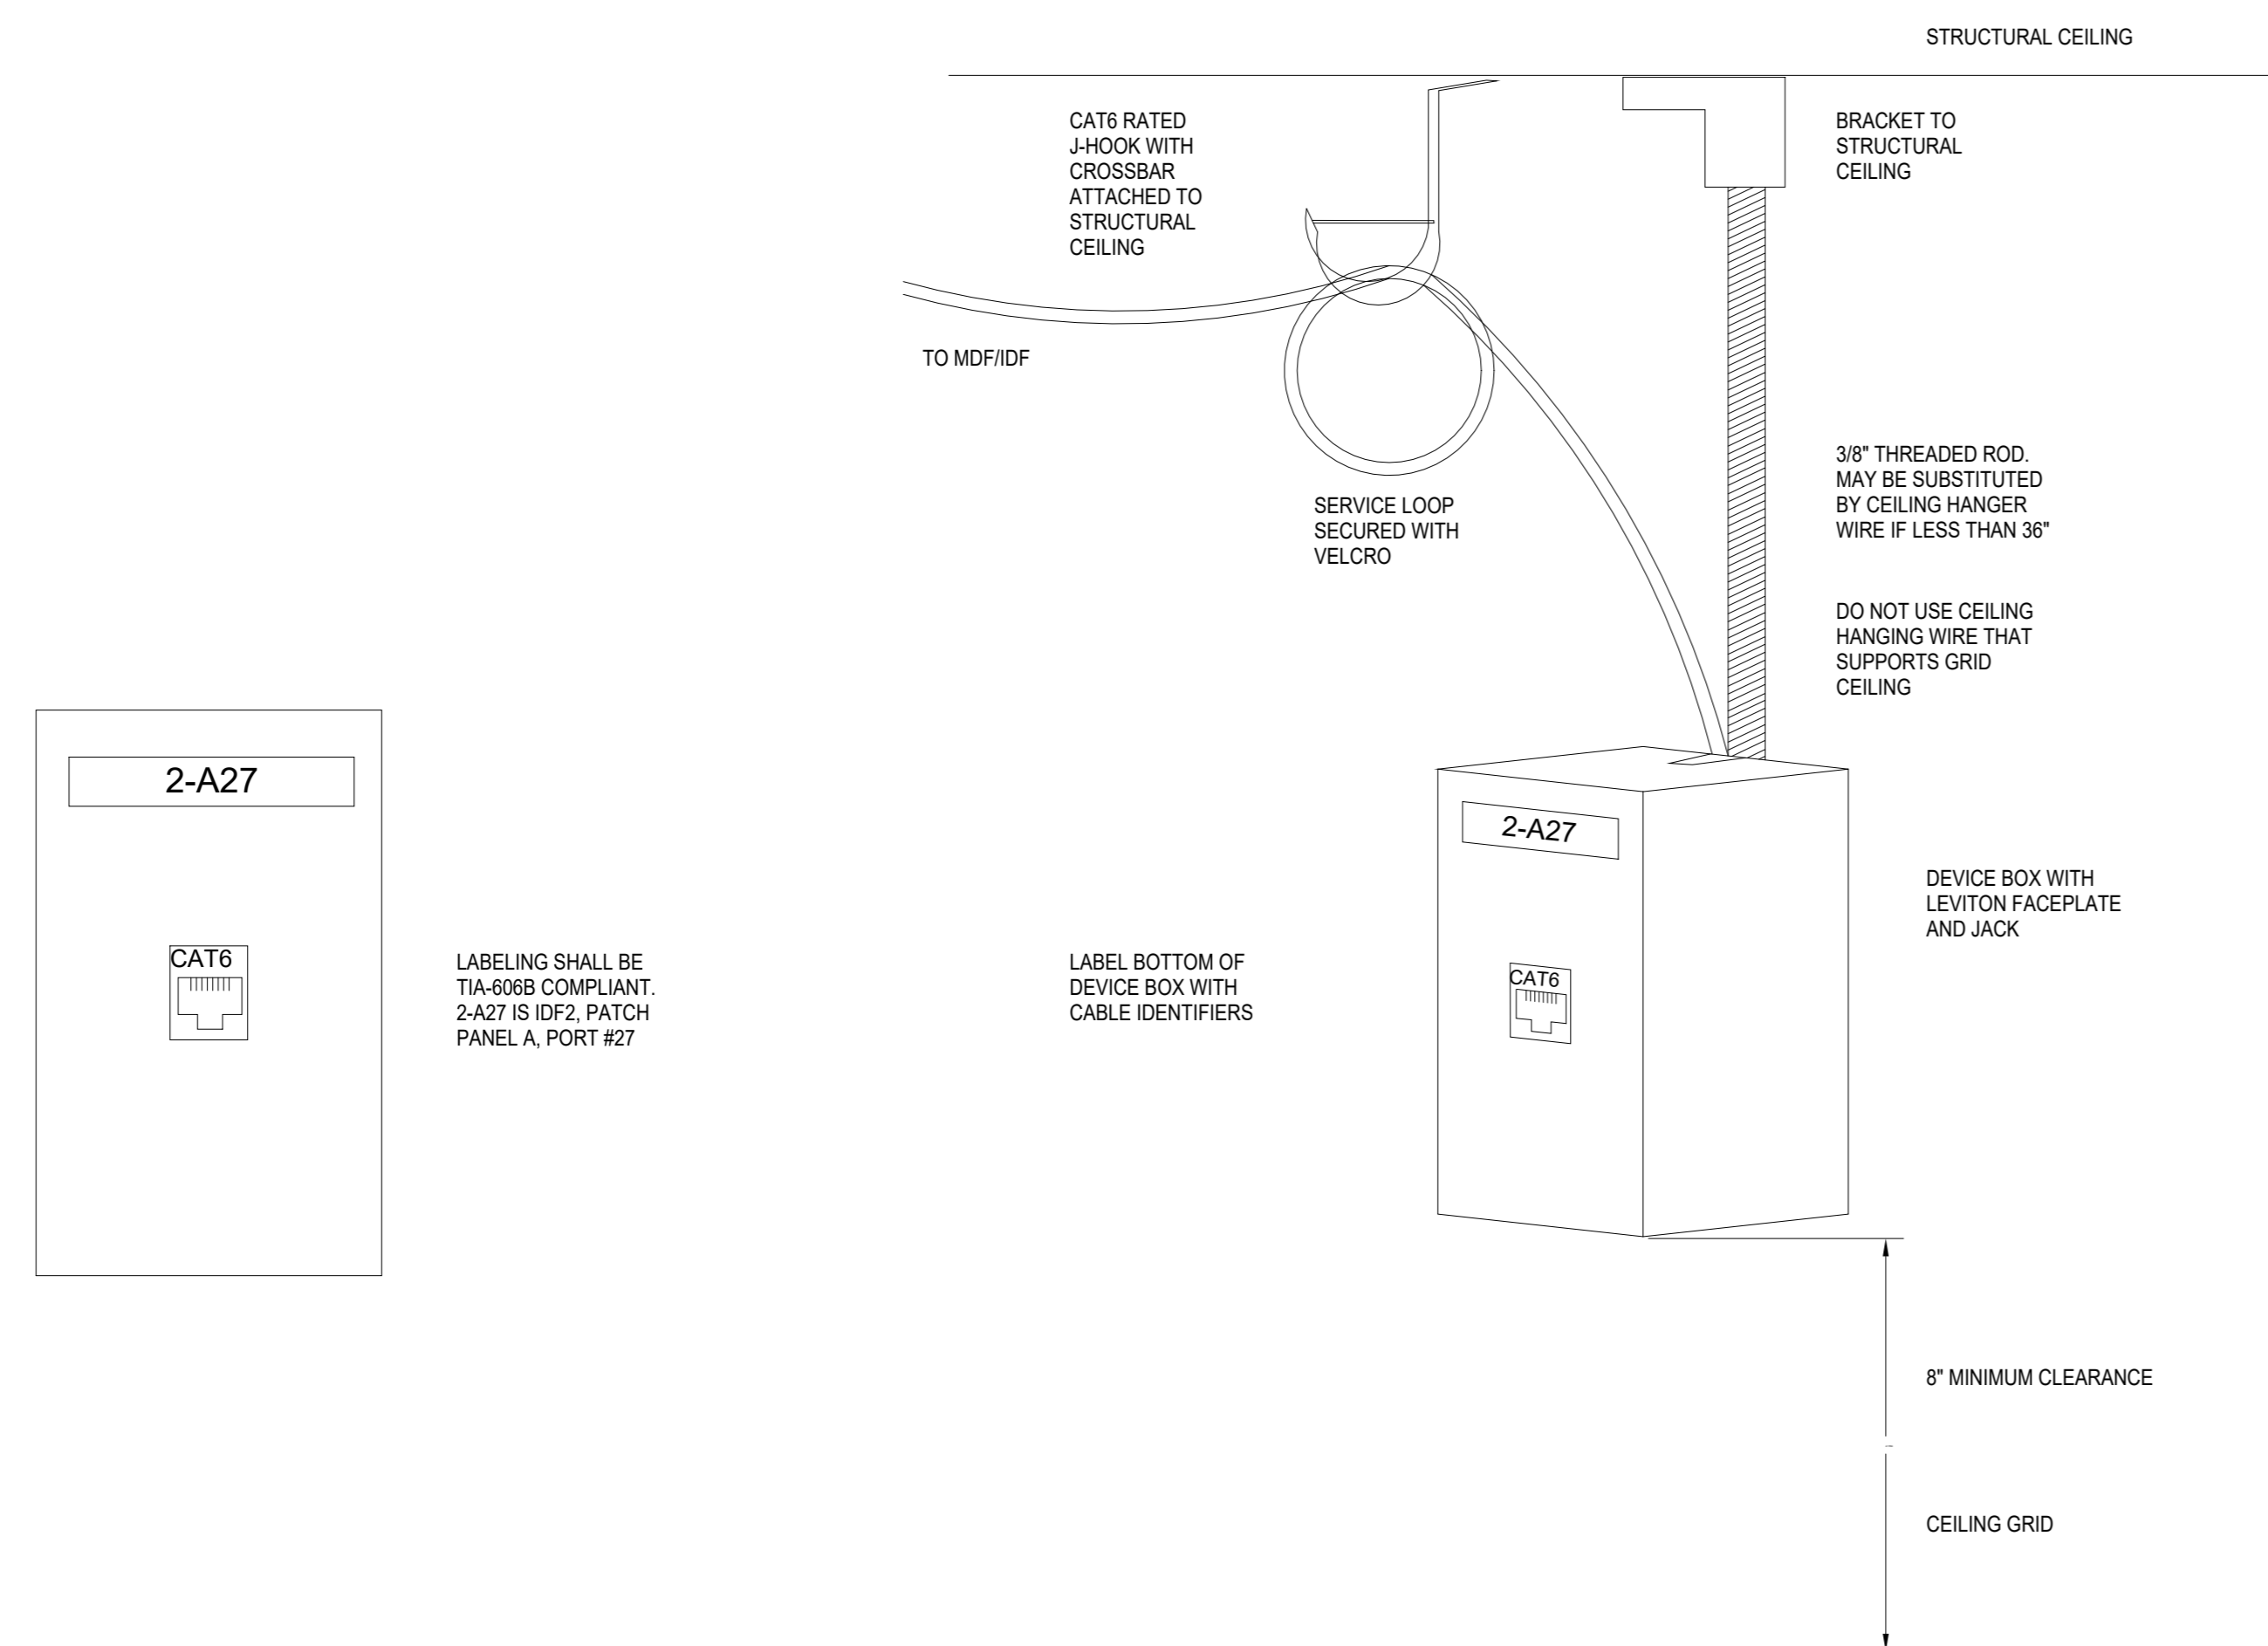 STRUCTURAL CEILING
CAT6 RATED
J-HOOK WITH
CROSSBAR
ATTACHED TO
STRUCTURAL
CEILING
BRACKET TO
STRUCTURAL
CEILING
TO MDF/IDF
3/8" THREADED ROD.
MAY BE SUBSTITUTED
BY CEILING HANGER
WIRE IF LESS THAN 36"
SERVICE LOOP
SECURED WITH
VELCRO
DO NOT USE CEILING
HANGING WIRE THAT
SUPPORTS GRID
CEILING
2-A27
CAT6
LABELING SHALL BE
TIA-606B COMPLIANT.
2-A27 IS IDF2, PATCH
PANEL A, PORT #27
LABEL BOTTOM OF
DEVICE BOX WITH
CABLE IDENTIFIERS
2-A27
CAT6
DEVICE BOX WITH
LEVITON FACEPLATE
AND JACK
8" MINIMUM CLEARANCE
CEILING GRID